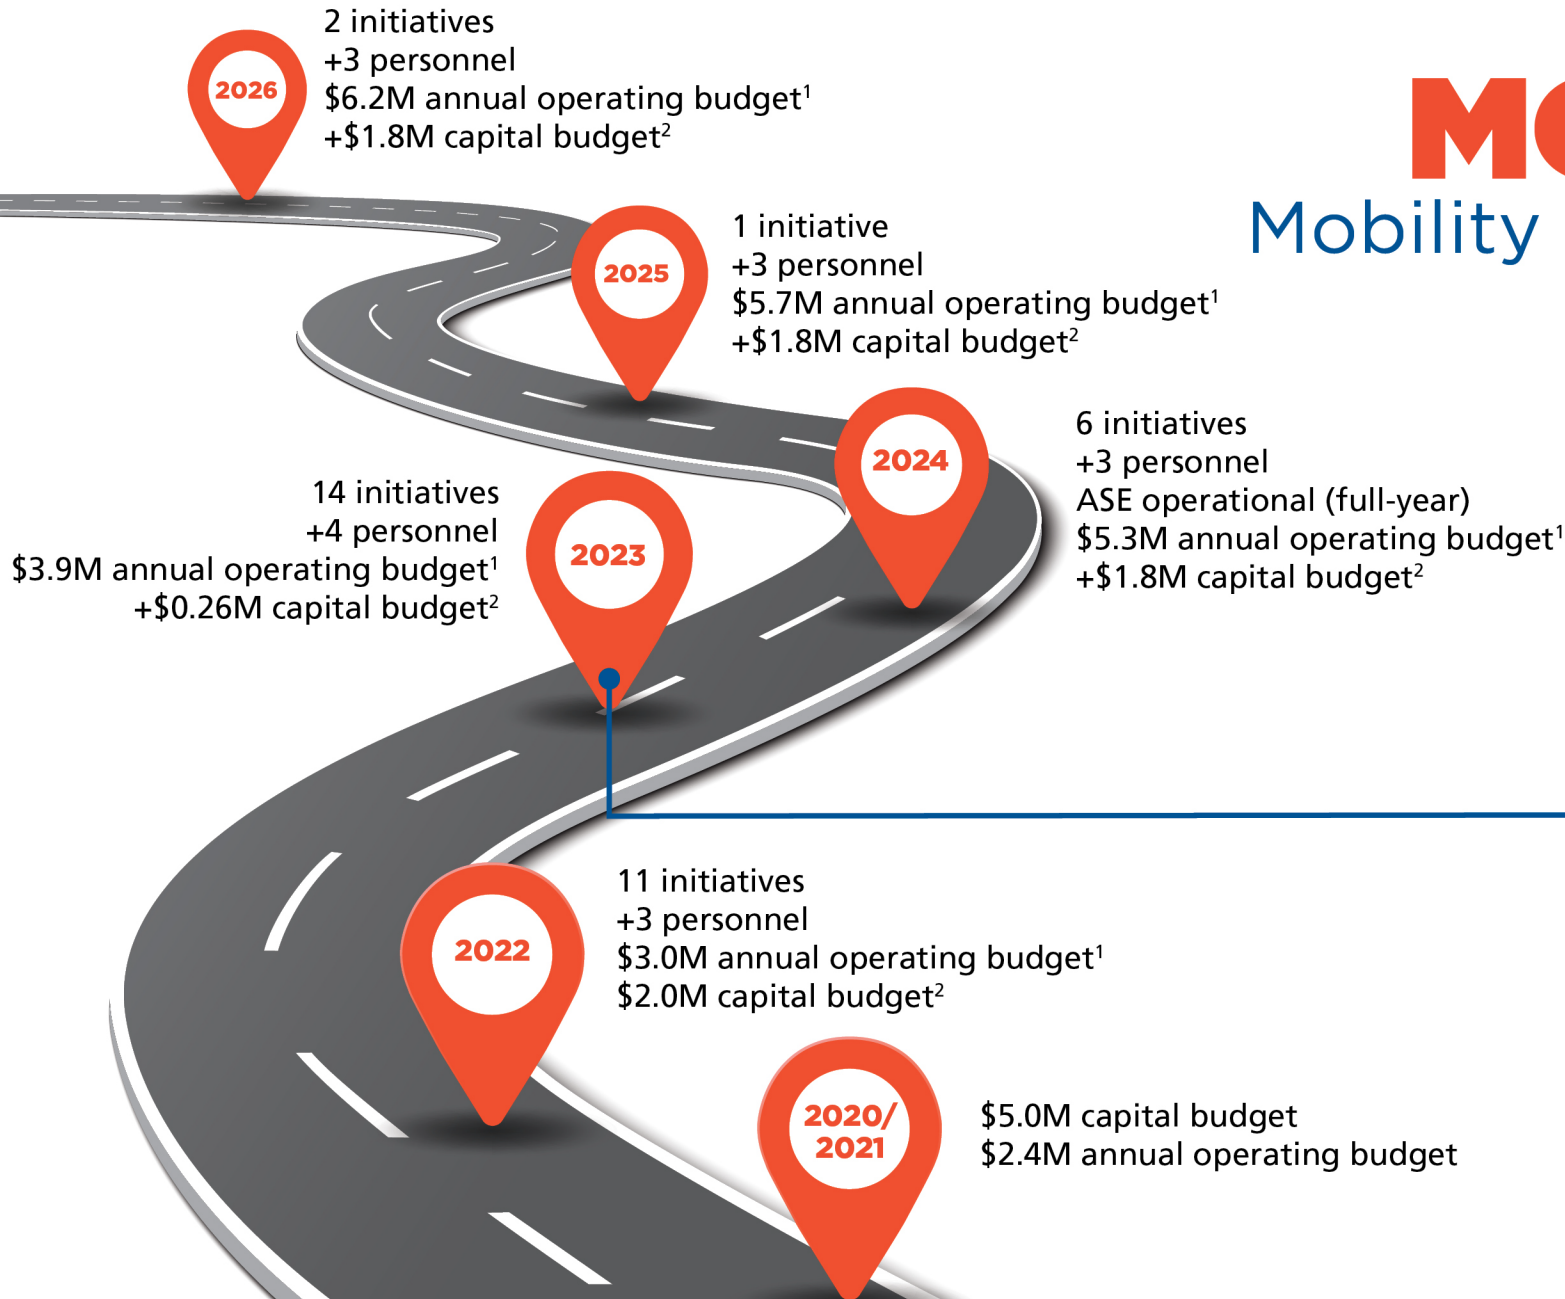 2026
2 initiatives
+3 personnel
$6.2M annual operating budget¹
+$1.8M capital budget²
Mobility
2025
1 initiative
+3 personnel
$5.7M annual operating budget¹
+$1.8M capital budget²
2024
6 initiatives
+3 personnel
ASE operational (full-year)
$5.3M annual operating budget¹
+$1.8M capital budget²
14 initiatives
+4 personnel
$3.9M annual operating budget¹
+$0.26M capital budget²
2023
2022
11 initiatives
+3 personnel
$3.0M annual operating budget¹
$2.0M capital budget²
2020/
2021
$5.0M capital budget
$2.4M annual operating budget